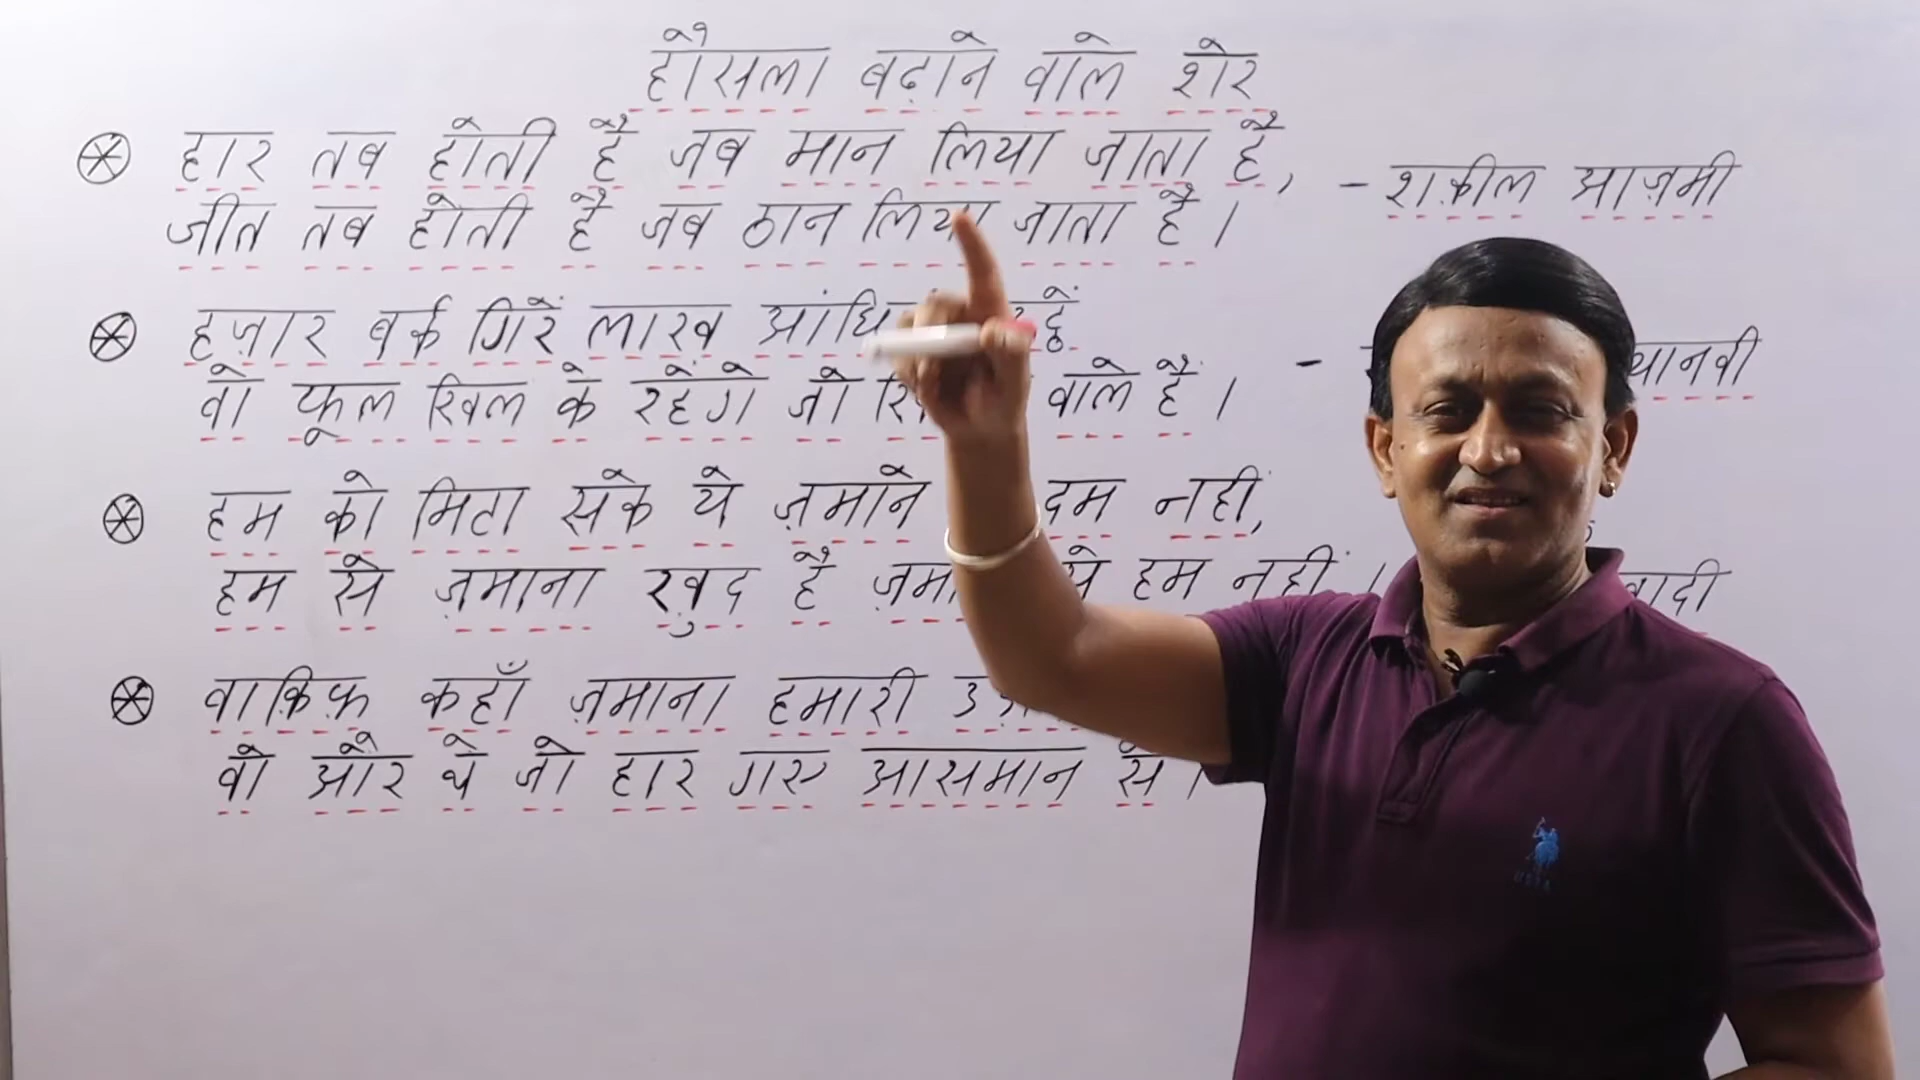 हौसला बढ़ाने वाले शेर
हार तब होती है जब मान लिया जाता है, - शकील आज़मी
जीत तब होती है जब ठान लिया जाता है।
हज़ार बर्क गिरें लाख
वो फूल खिल के रहेंगे जो वाले हैं।
हम को मिटा सके ये ज़माने दम नहीं,
हम से ज़माना ख़ुद है हम नहीं।
वाक़िफ़ कहाँ ज़माना हमारी
वो और थे जो हार गए आसमान से।